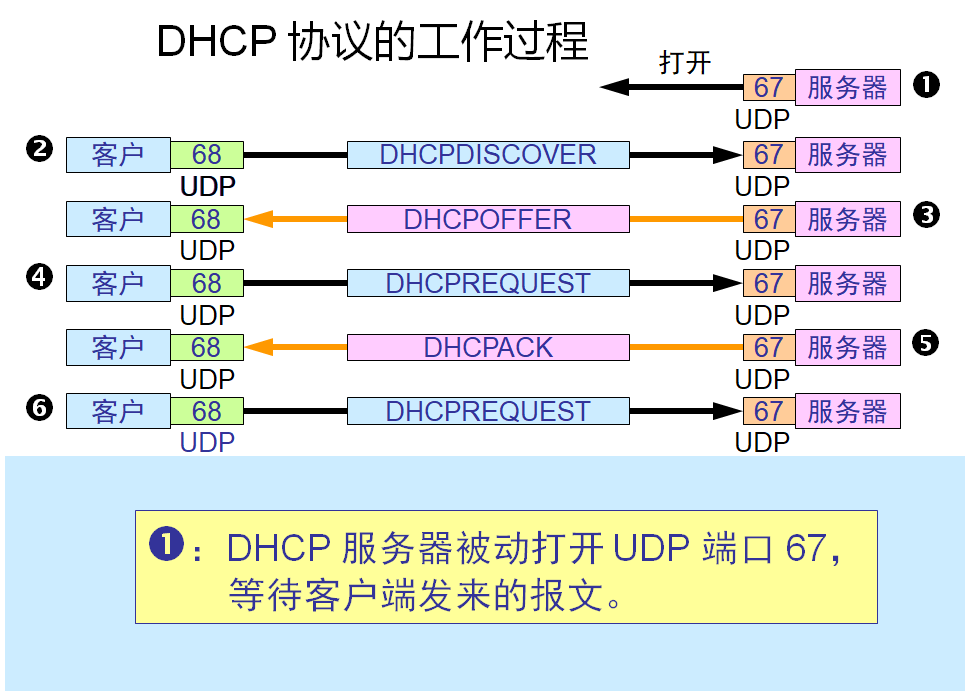 DHCP 协议的工作过程
打开
67 服务器 ❶
UDP
❷ 客户 68 DHCPDISCOVER 67 服务器
UDP UDP
客户 68 DHCPOFFER 67 服务器 ❸
UDP UDP
❹ 客户 68 DHCPREQUEST 67 服务器
UDP UDP
客户 68 DHCPACK 67 服务器 ❺
UDP UDP
❻ 客户 68 DHCPREQUEST 67 服务器
UDP UDP
❶：DHCP 服务器被动打开 UDP 端口 67，
等待客户端发来的报文。